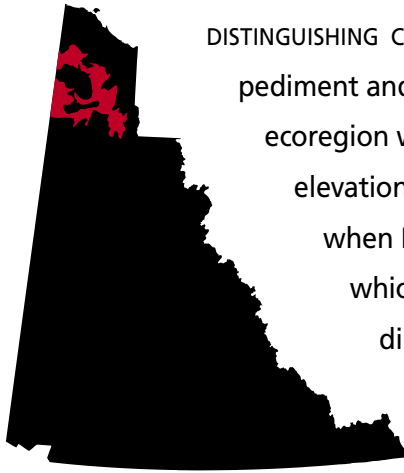 DISTINGUISHING C
pediment and
ecoregion w
elevation
when
whic
di